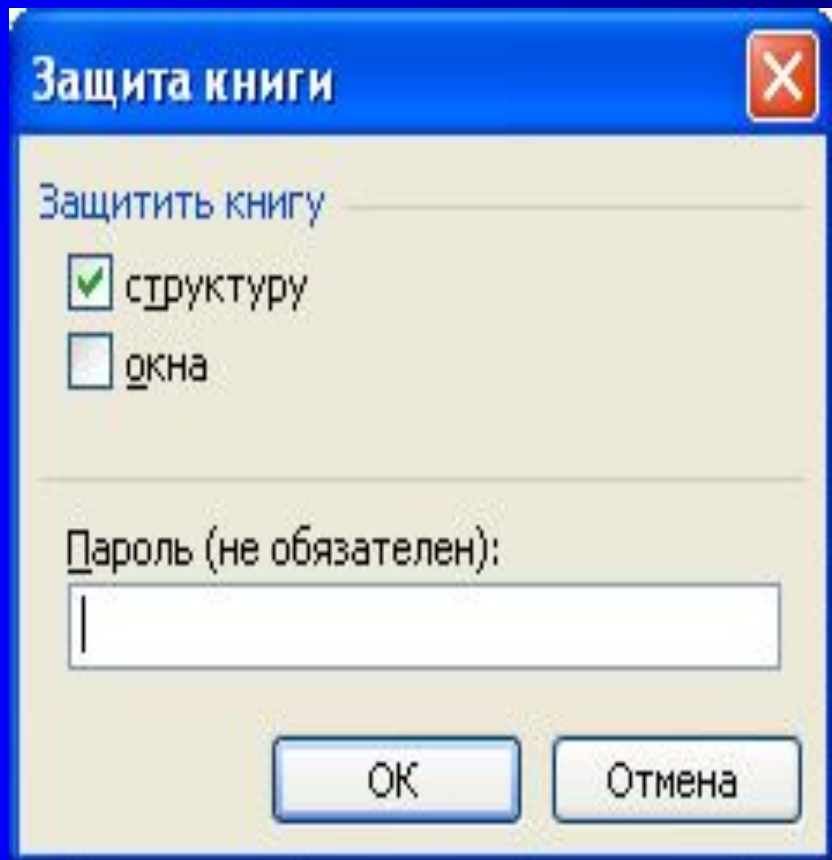 Защита книги
Защитить книгу
структуру
окна
Пароль (не обязателен):
ОК
Отмена